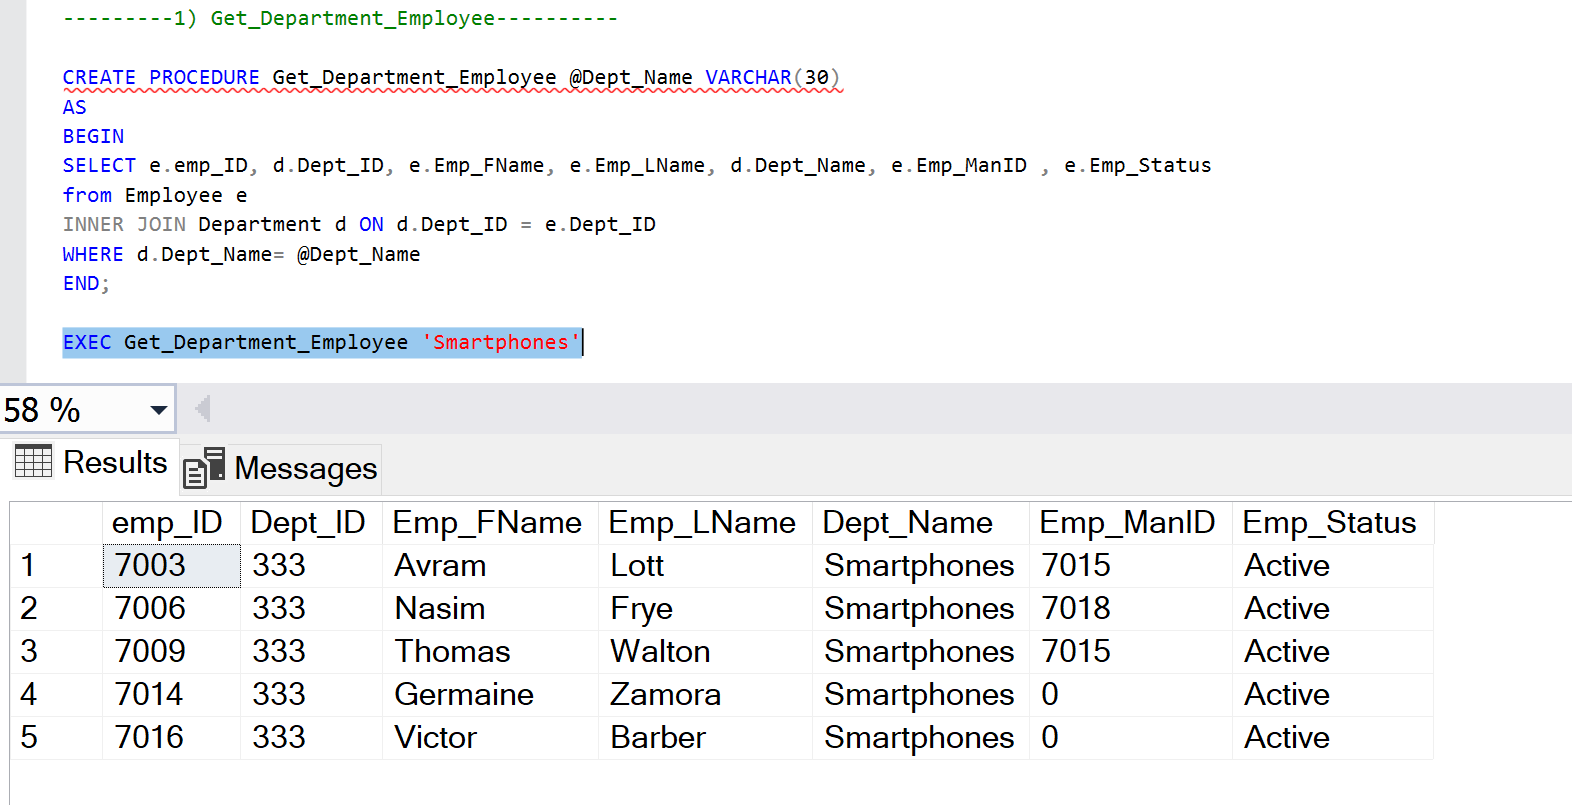 ---------1) Get_Department_Employee----------
CREATE PROCEDURE Get_Department_Employee @Dept_Name VARCHAR(30)
AS
BEGIN
SELECT e.emp_ID, d.Dept_ID, e.Emp_FName, e.Emp_LName, d.Dept_Name, e.Emp_ManID , e.Emp_Status
from Employee e
INNER JOIN Department d ON d.Dept_ID = e.Dept_ID
WHERE d.Dept_Name= @Dept_Name
END;
EXEC Get_Department_Employee 'Smartphones'
58 %
Results Messages
emp_ID Dept_ID Emp_FName Emp_LName Dept_Name Emp_ManID Emp_Status
1 7003 333 Avram Lott Smartphones 7015 Active
2 7006 333 Nasim Frye Smartphones 7018 Active
3 7009 333 Thomas Walton Smartphones 7015 Active
4 7014 333 Germaine Zamora Smartphones 0 Active
5 7016 333 Victor Barber Smartphones 0 Active